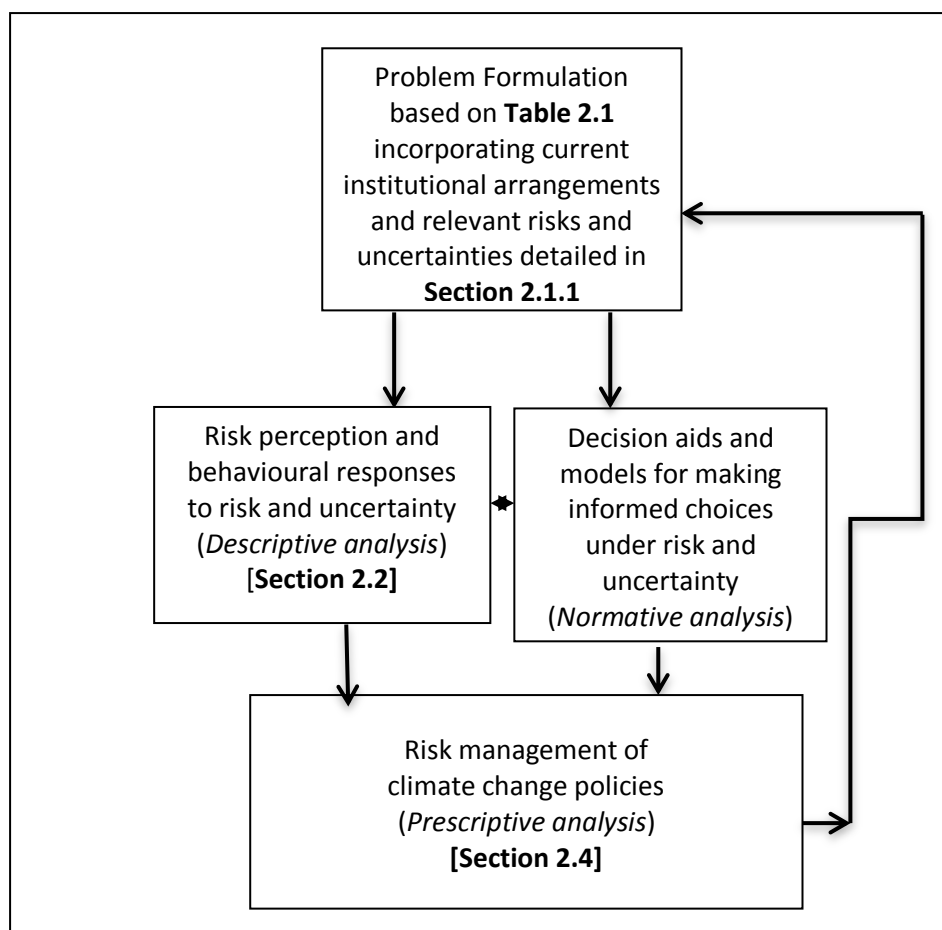 Problem Formulation
based on Table 2.1
incorporating current
institutional arrangements
and relevant risks and
uncertainties detailed in
Section 2.1.1
Risk perception and
behavioural responses
to risk and uncertainty
(Descriptive analysis)
[Section 2.2]
Decision aids and
models for making
informed choices
under risk and
uncertainty
(Normative analysis)
Risk management of
climate change policies
(Prescriptive analysis)
[Section 2.4]